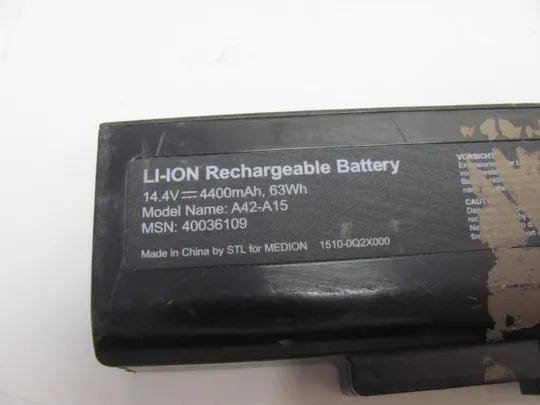 LI-ION Rechargeable Battery
14.4V⎓4400mAh, 63Wh
Model Name: A42-A15
MSN: 40036109
Made in China by STL for MEDION 1510-0Q2X000
VORSICHT
CAUTION